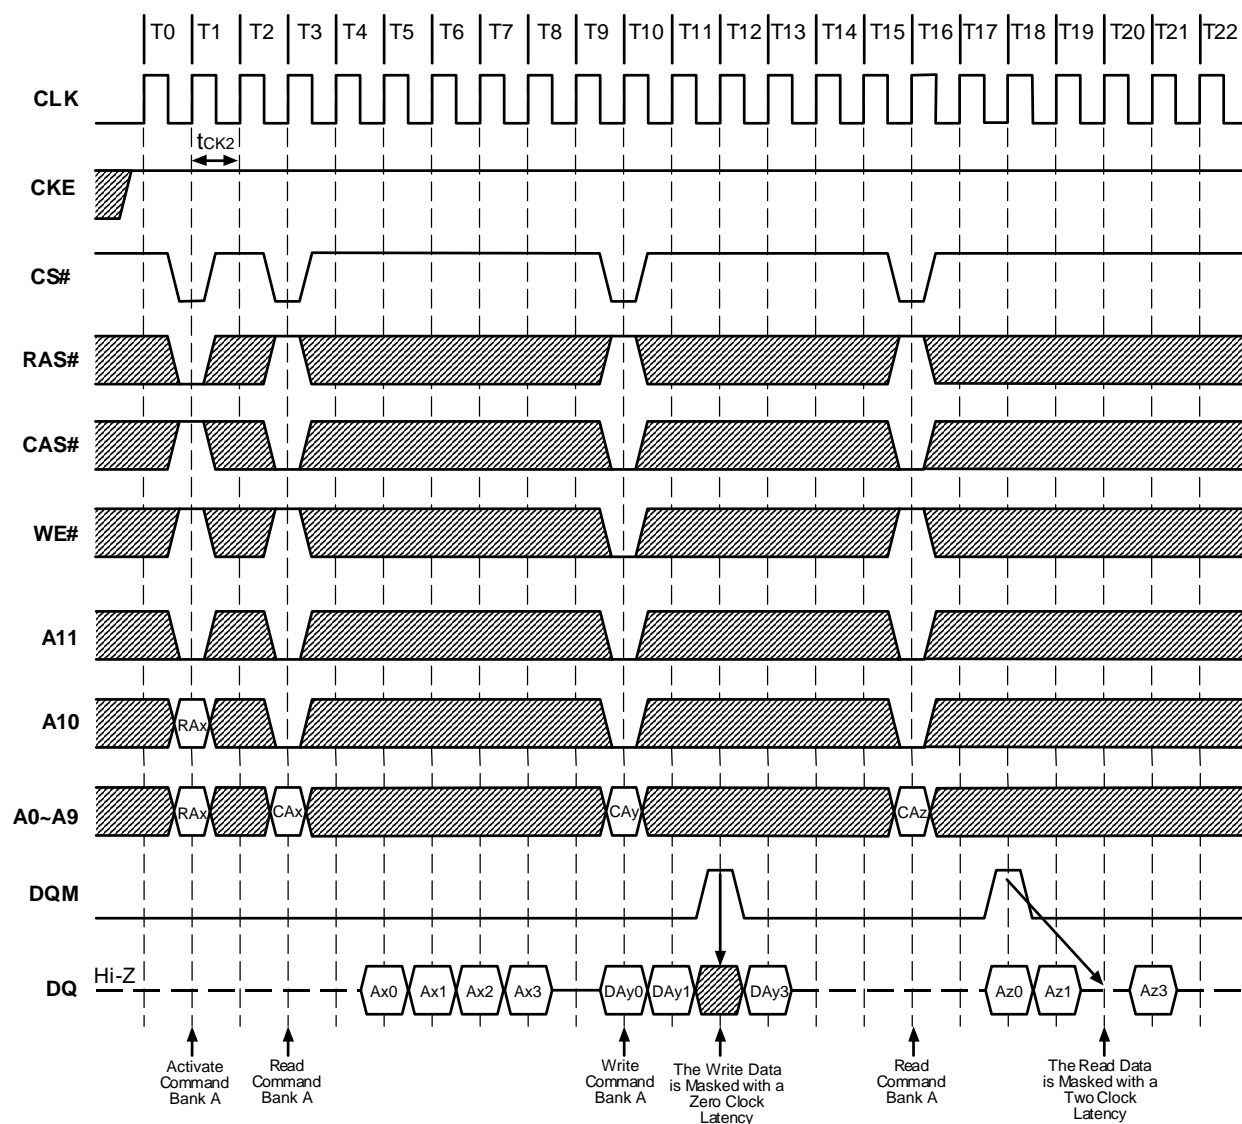 T0 T1 T2 T3 T4 T5 T6 T7 T8 T9 T10 T11 T12 T13 T14 T15 T16 T17 T18 T19 T20 T21 T22
CLK
tCK2
CKE
CS#
RAS#
CAS#
WE#
A11
A10 RAx
A0~A9 RAx CAx CAy CAz
DQM
Hi-Z
DQ Ax0 Ax1 Ax2 Ax3 DAy0 DAy1 DAy3 Az0 Az1 Az3
Activate
Command
Bank A
Read
Command
Bank A
Write
Command
Bank A
The Write Data
is Masked with a
Zero Clock
Latency
Read
Command
Bank A
The Read Data
is Masked with a
Two Clock
Latency